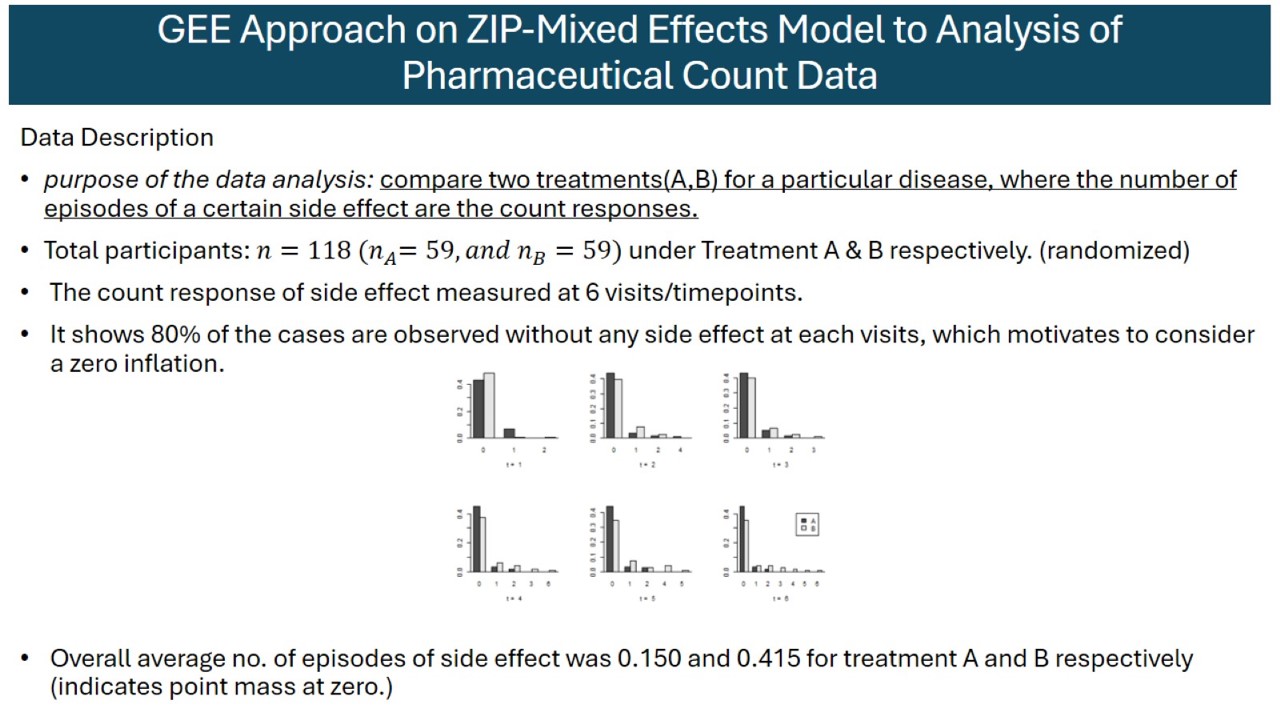 GEE Approach on ZIP-Mixed Effects Model to Analysis of
Pharmaceutical Count Data
Data Description
• purpose of the data analysis: compare two treatments(A,B) for a particular disease, where the number of
episodes of a certain side effect are the count responses.
• Total participants: n = 118 (n_A = 59, and n_B = 59) under Treatment A & B respectively. (randomized)
• The count response of side effect measured at 6 visits/timepoints.
• It shows 80% of the cases are observed without any side effect at each visits, which motivates to consider
a zero inflation.
0.0 0.2 0.4
0 1 2
t= 1
0.0 0.1 0.2 0.3 0.4
0 1 2 4
t= 2
0.0 0.1 0.2 0.3 0.4
0 1 2 3
t= 3
0.0 0.2 0.4
0 1 2 3 6
t= 4
0.0 0.1 0.2 0.3 0.4
0 1 2 4 5
t= 5
0.0 0.2 0.4
A
B
0 1 2 3 4 5 6
t= 6
• Overall average no. of episodes of side effect was 0.150 and 0.415 for treatment A and B respectively
(indicates point mass at zero.)